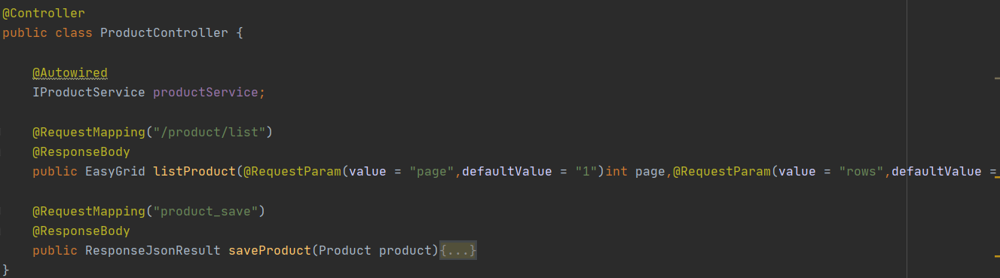 @Controller
public class ProductController {
@Autowired
IProductService productService;
@RequestMapping("/product/list")
@ResponseBody
public EasyGrid listProduct(@RequestParam(value = "page",defaultValue = "1")int page,@RequestParam(value = "rows",defaultValue =
@RequestMapping("product_save")
@ResponseBody
public ResponseJsonResult saveProduct(Product product){...}
}